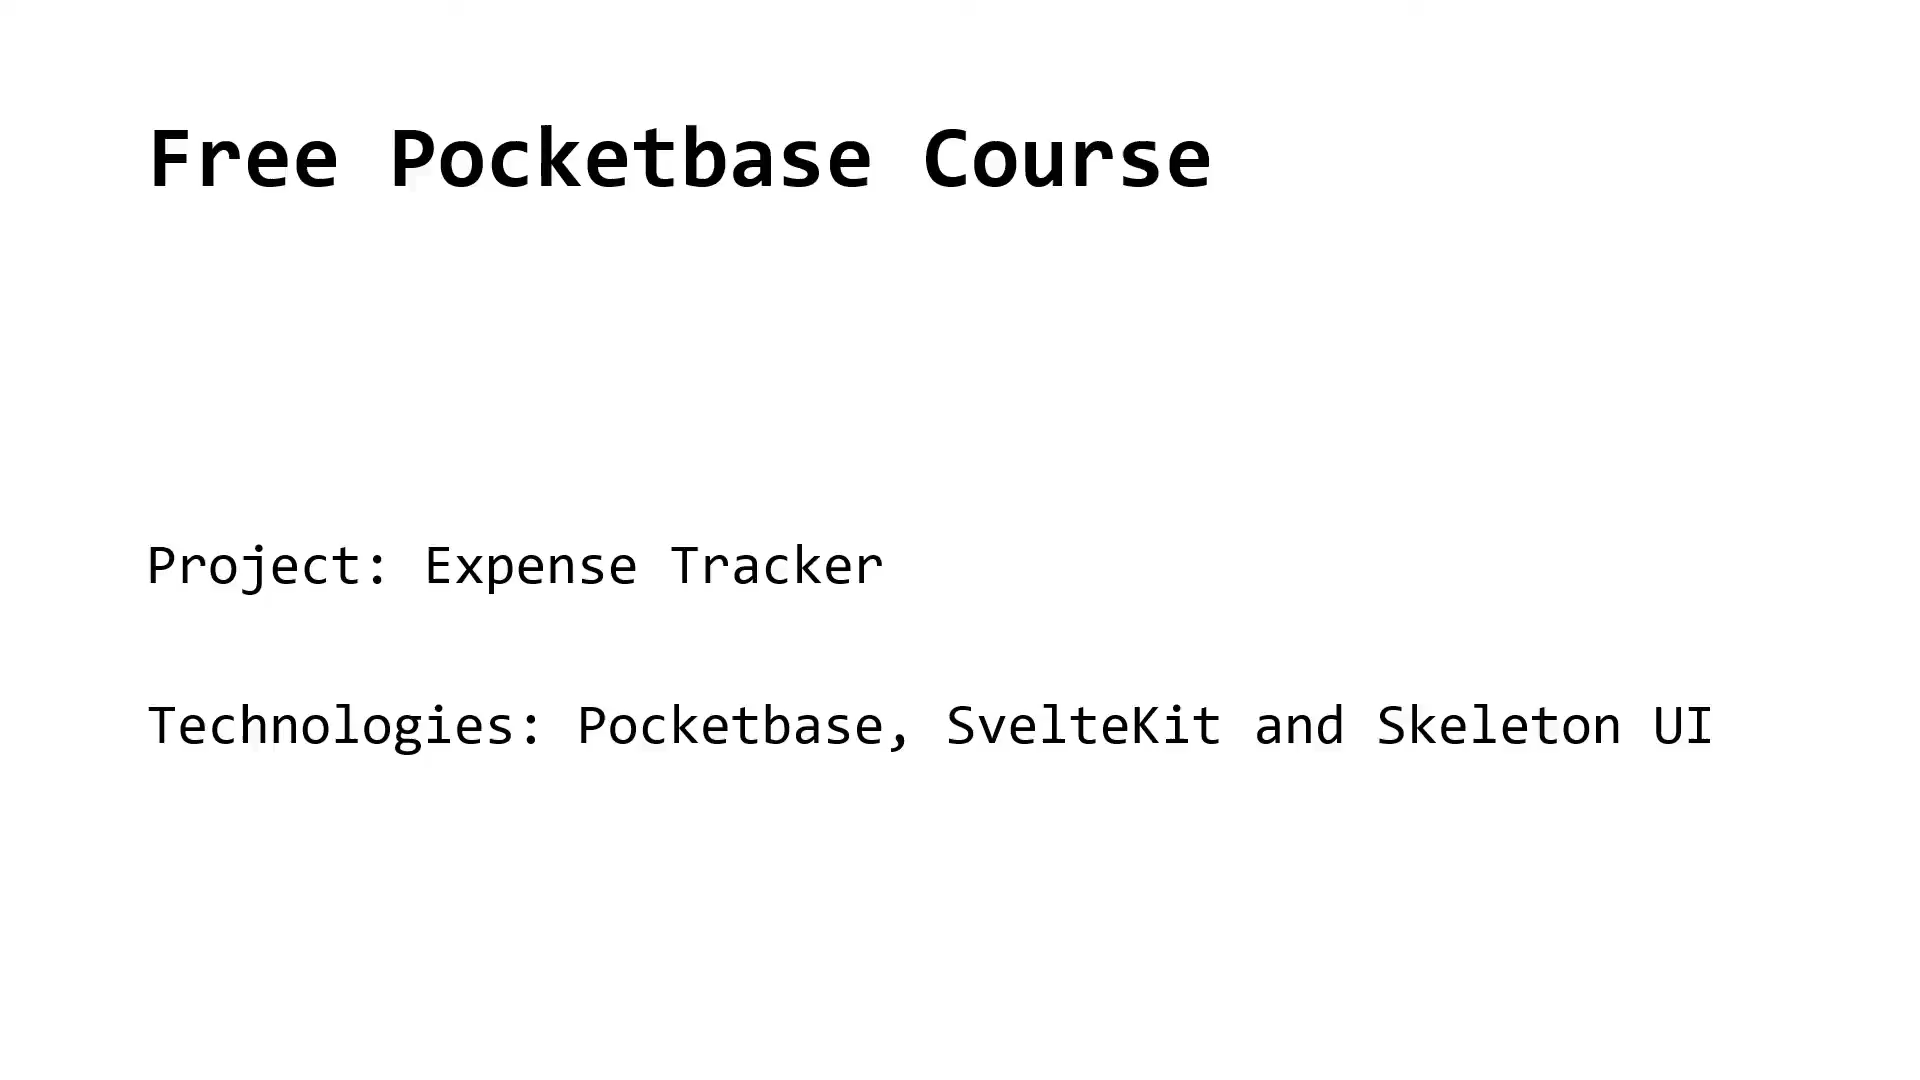 Free Pocketbase Course
Project: Expense Tracker
Technologies: Pocketbase, SvelteKit and Skeleton UI